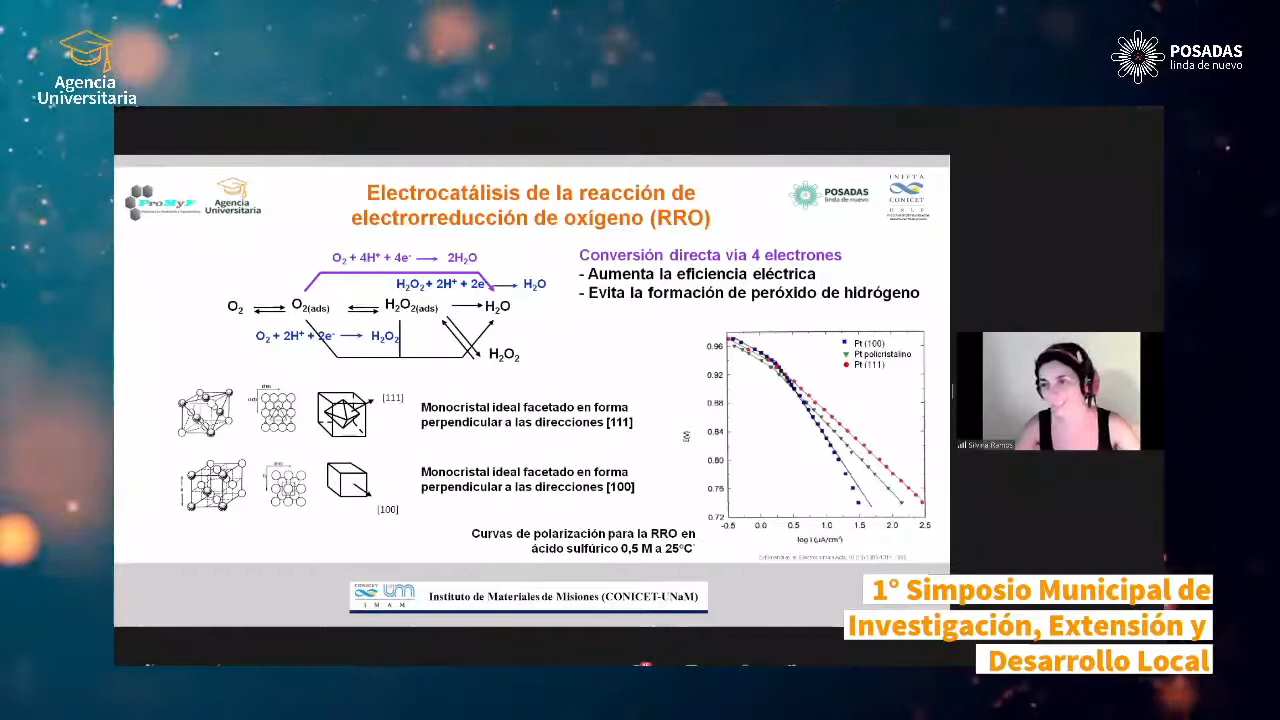 Agencia
Universitaria
POSADAS
linda de nuevo
ProMyF
Agencia
Universitaria
Electrocatálisis de la reacción de
electrorreducción de oxígeno (RRO)
POSADAS
linda de nuevo
INIFTA
CONICET
UNLP
O₂ + 4H⁺ + 4e⁻ → 2H₂O
H₂O₂ + 2H⁺ + 2e⁻ → H₂O
O₂ O₂(ads) H₂O₂(ads) H₂O
O₂ + 2H⁺ + 2e⁻ → H₂O₂
H₂O₂
Conversión directa vía 4 electrones
- Aumenta la eficiencia eléctrica
- Evita la formación de peróxido de hidrógeno
[111]
Monocristal ideal facetado en forma
perpendicular a las direcciones [111]
Monocristal ideal facetado en forma
perpendicular a las direcciones [100]
[100]
Pt (100)
Pt policristalino
Pt (111)
0.96
0.92
0.88
0.84
0.80
0.76
0.72
E(V)
-0.5 0.0 0.5 1.0 1.5 2.0 2.5
log i (μA/cm²)
Curvas de polarización para la RRO en
ácido sulfúrico 0,5 M a 25°C
Silvina Ramos
CONICET
IMAM
Instituto de Materiales de Misiones (CONICET-UNaM)
1° Simposio Municipal de
Investigación, Extensión y
Desarrollo Local